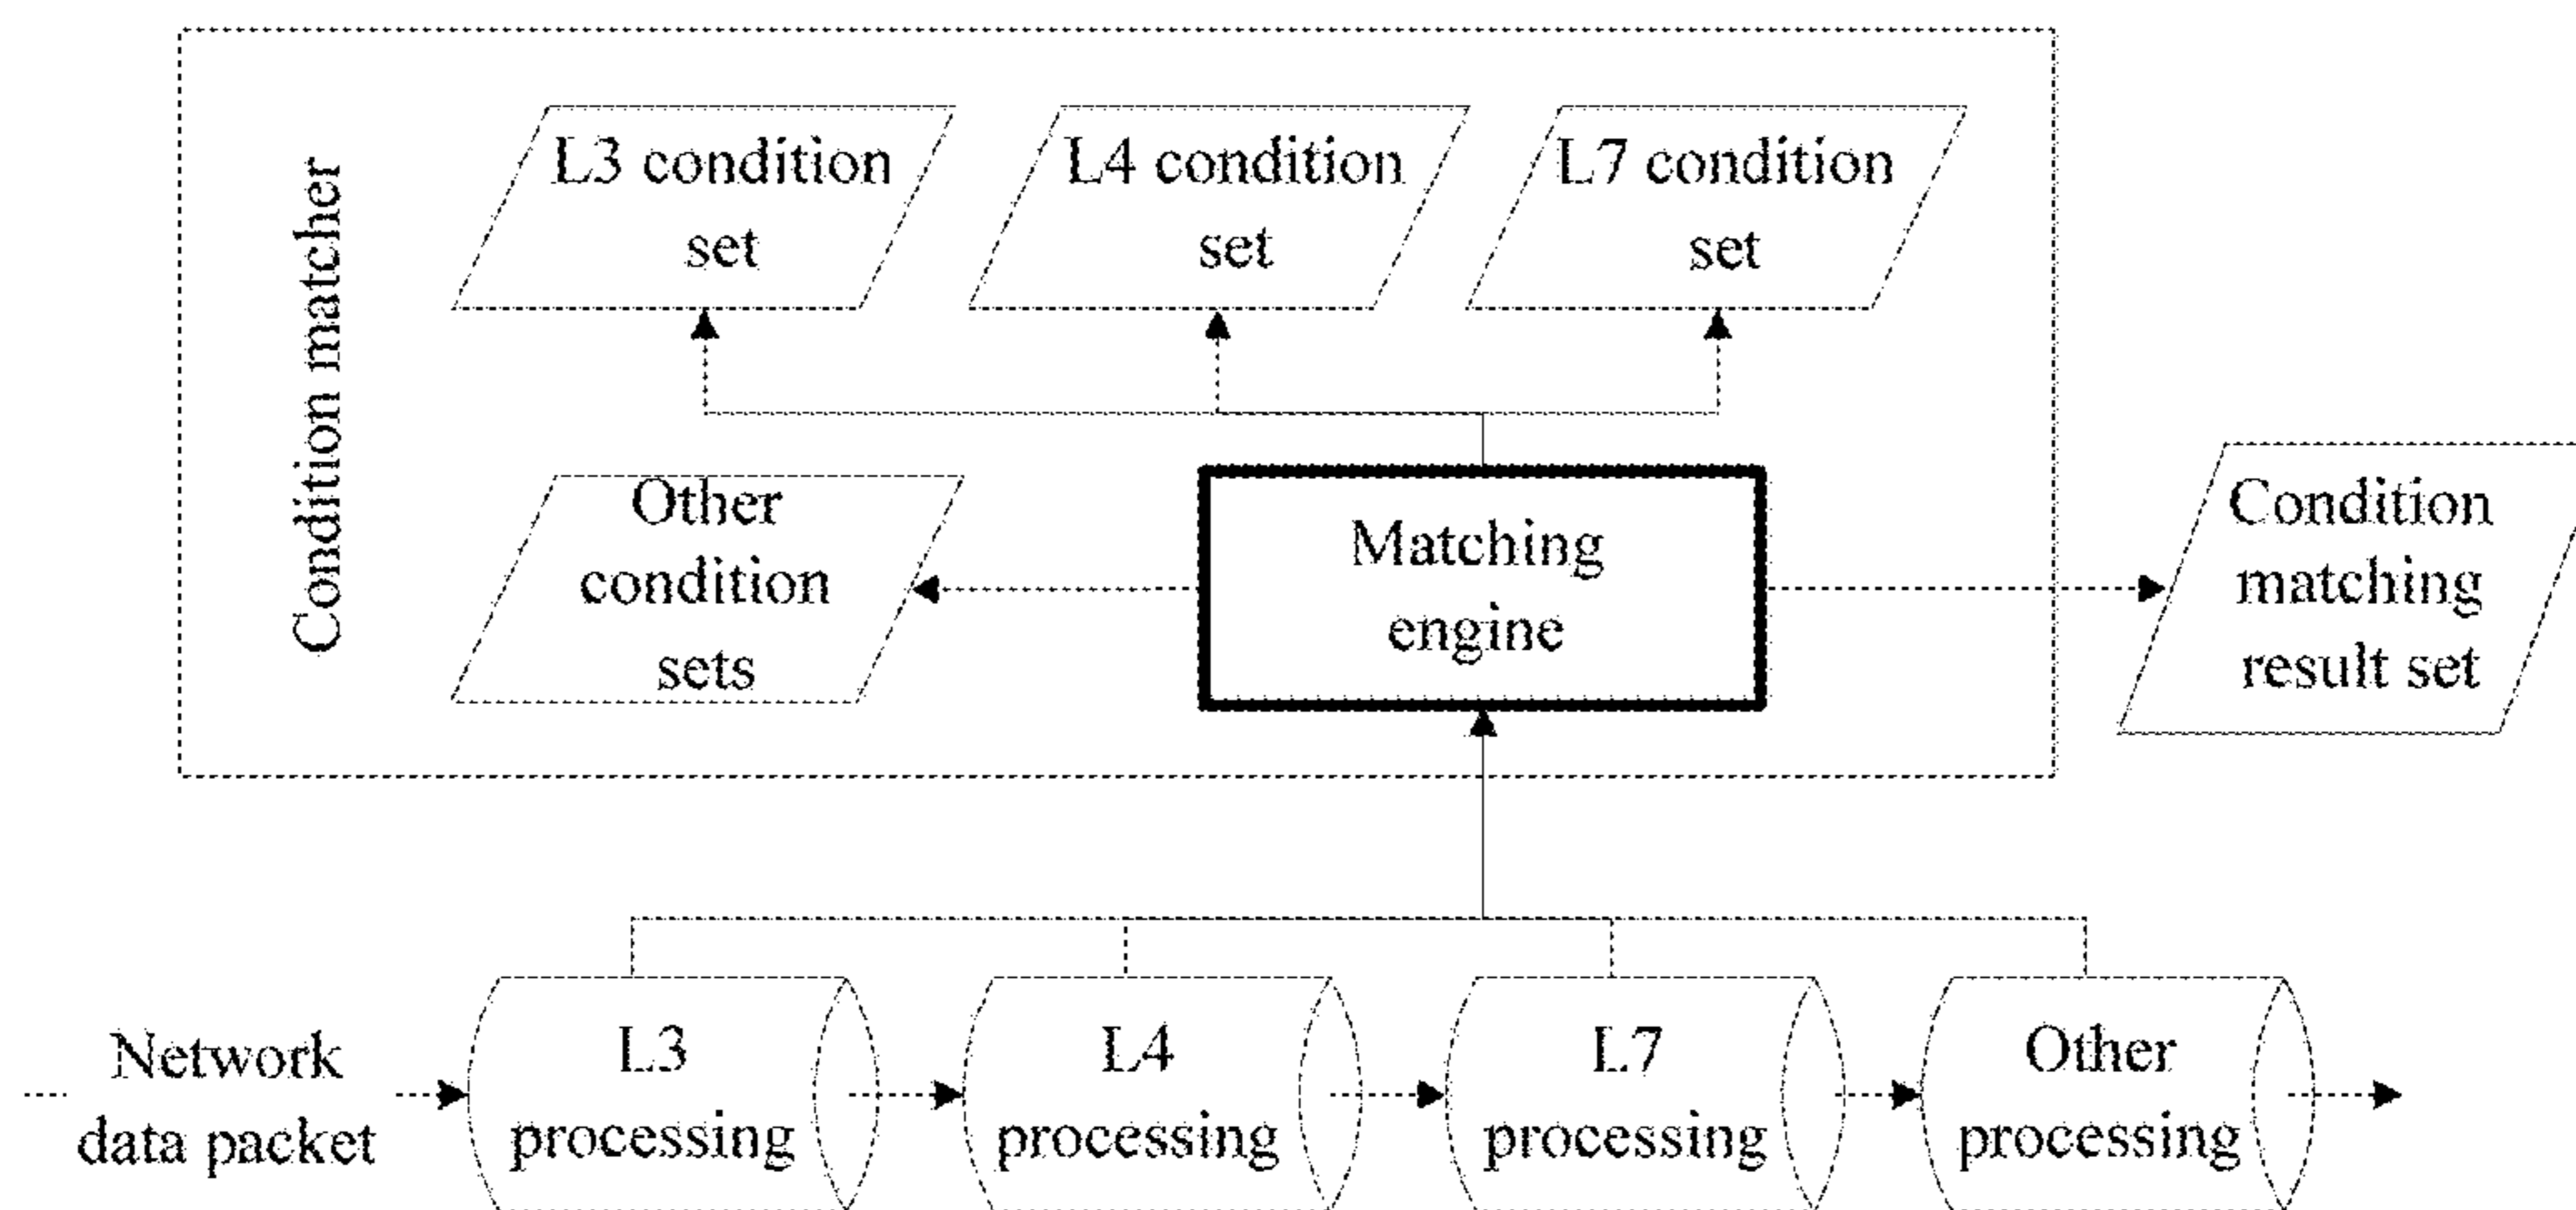 Condition matcher
L3 condition
set
L4 condition
set
L7 condition
set
Other
condition
sets
Matching
engine
Condition
matching
result set
Network
data packet
L3
processing
L4
processing
L7
processing
Other
processing